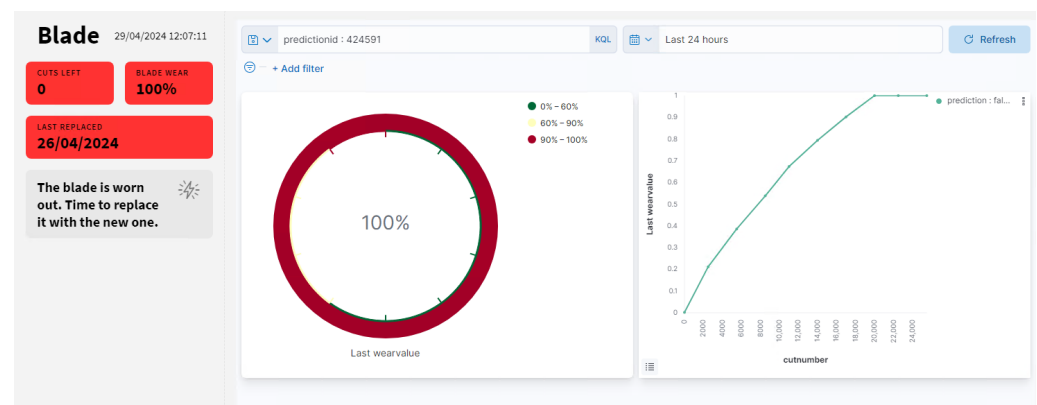 Blade 29/04/2024 12:07:11
CUTS LEFT
0
BLADE WEAR
100%
LAST REPLACED
26/04/2024
The blade is worn
out. Time to replace
it with the new one.
predictionid : 424591
KQL
Last 24 hours
Refresh
+ Add filter
0% – 60%
60% – 90%
90% – 100%
100%
Last wearvalue
prediction : fal...
Last wearvalue
1
0.9
0.8
0.7
0.6
0.5
0.4
0.3
0.2
0.1
0
0
2000
4000
6000
8000
10,000
12,000
14,000
16,000
18,000
20,000
22,000
24,000
cutnumber